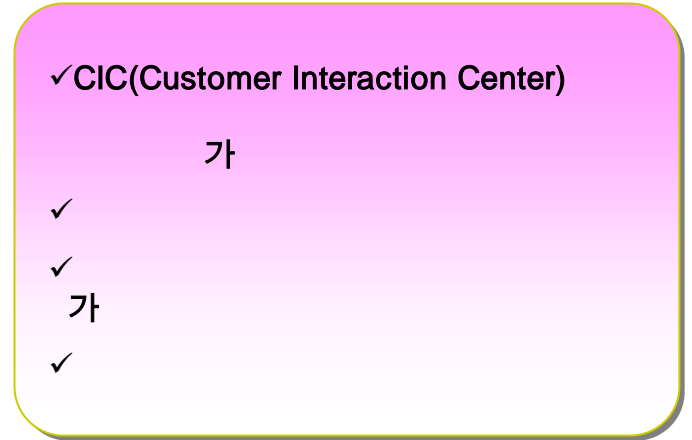 ✓CIC(Customer Interaction Center)
가
✓
✓
가
✓